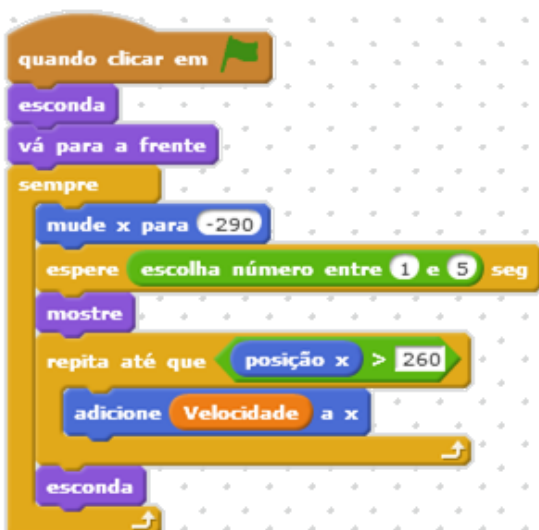 quando clicar em
esconda
vá para a frente
sempre
mude x para -290
espere escolha número entre 1 e 5 seg
mostre
repita até que posição x > 260
adicione Velocidade a x
esconda